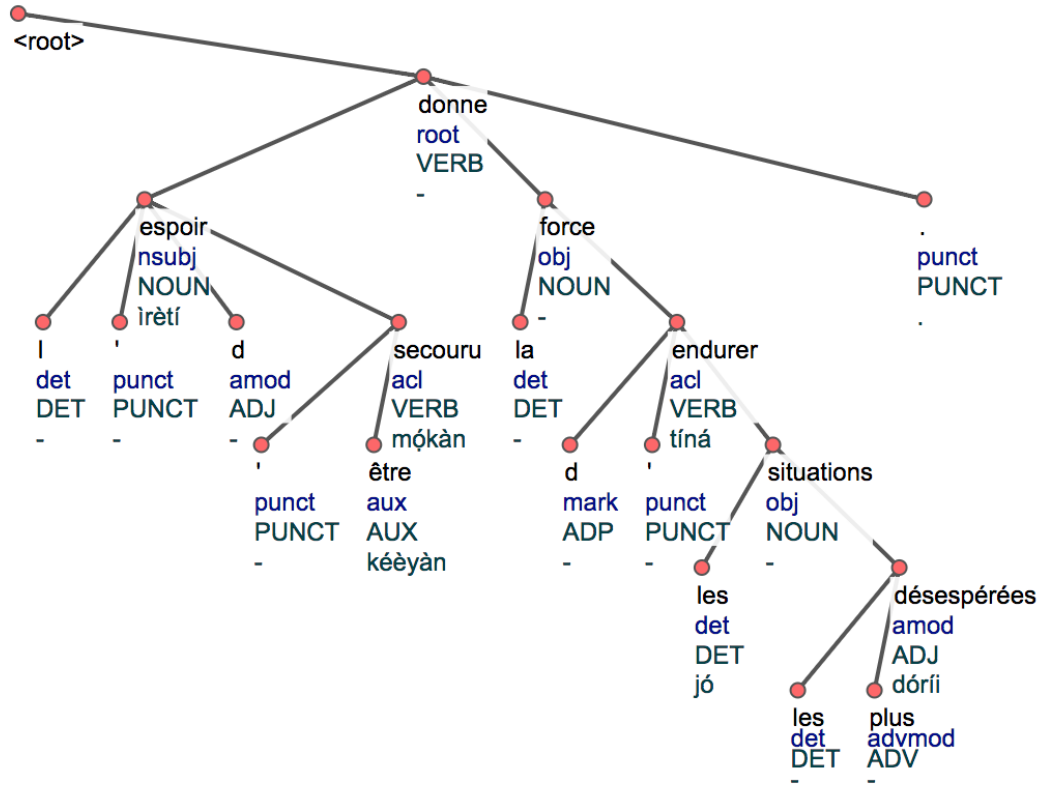 <root>
donne
root
VERB
-
espoir
nsubj
NOUN
ìrètí
force
obj
NOUN
-
.
punct
PUNCT
.
l
det
DET
-
'
punct
PUNCT
-
d
amod
ADJ
-
secouru
acl
VERB
mọ́kàn
la
det
DET
-
endurer
acl
VERB
tíná
'
punct
PUNCT
-
être
aux
AUX
kéèyàn
d
mark
ADP
-
'
punct
PUNCT
-
situations
obj
NOUN
-
les
det
DET
jó
désespérées
amod
ADJ
dóríi
les
det
DET
-
plus
advmod
ADV
-